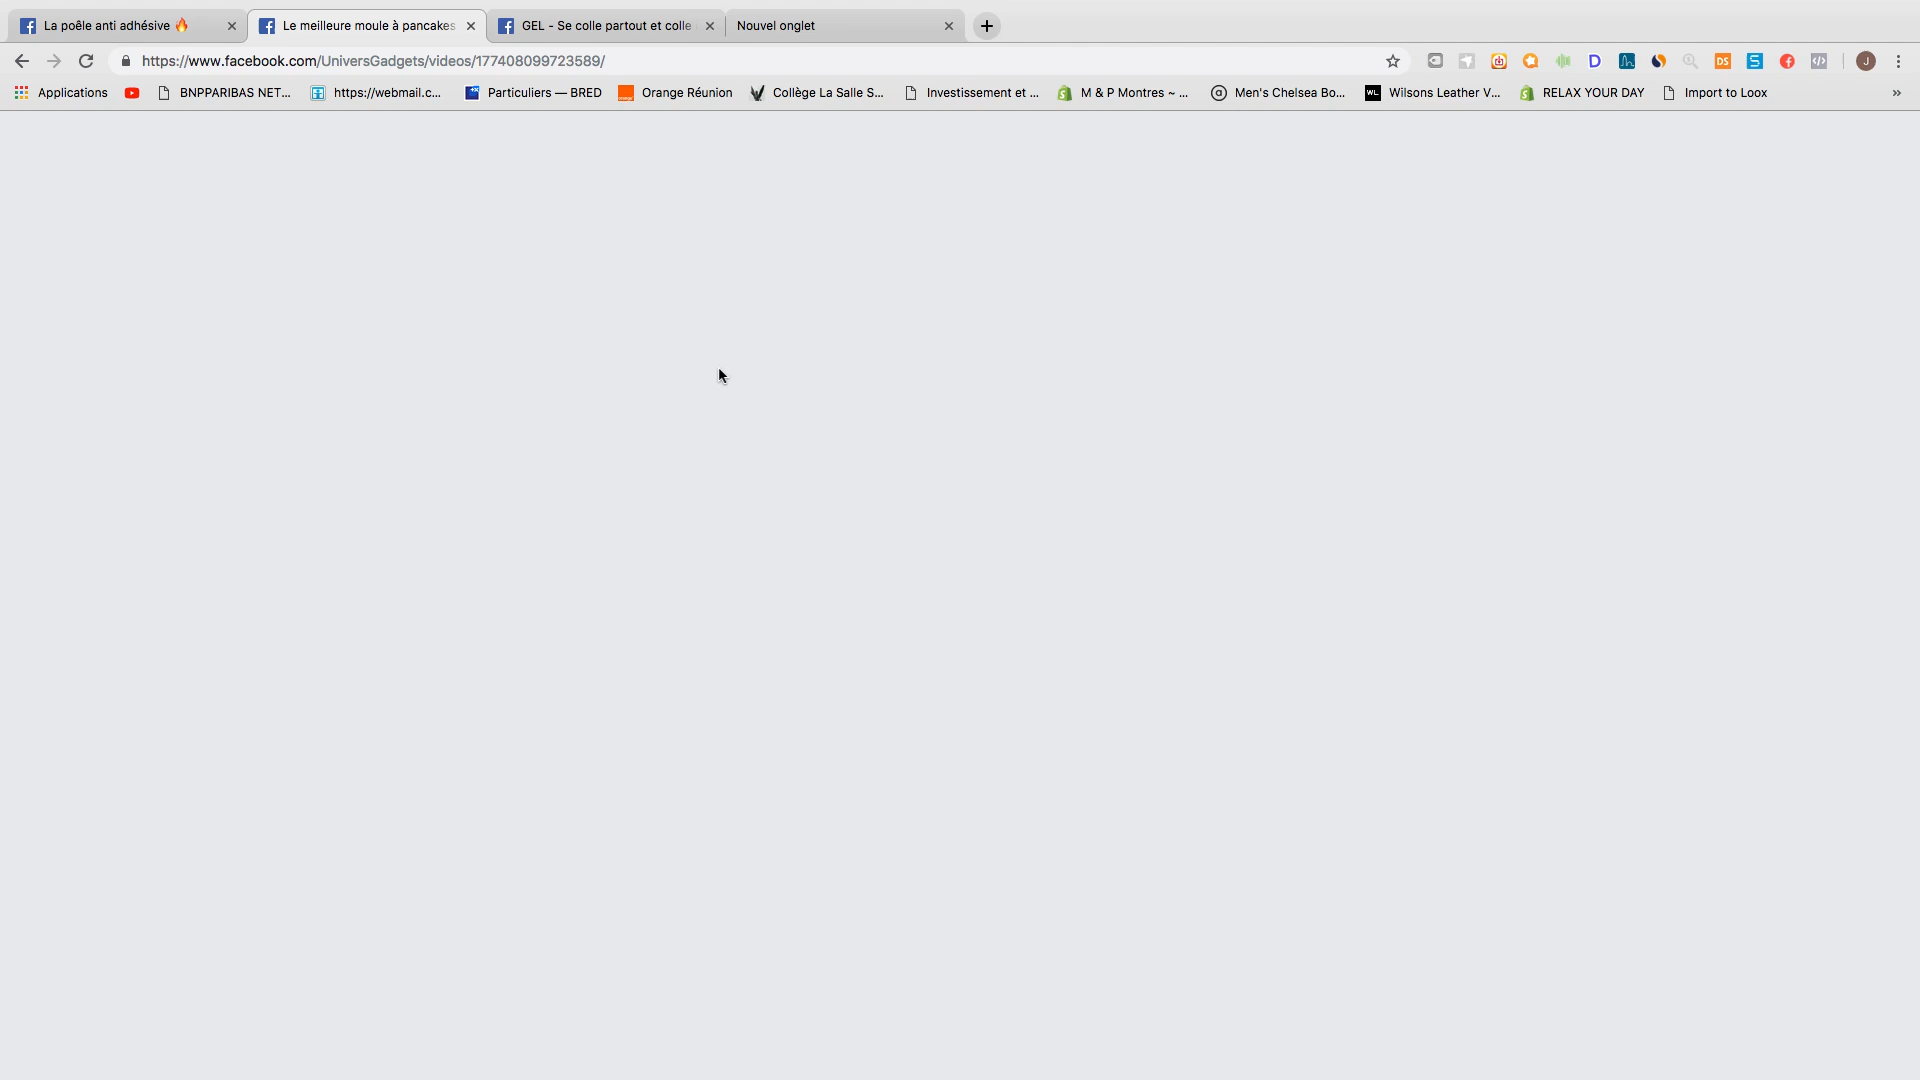 La poêle anti adhésive 🔥
Le meilleure moule à pancakes
GEL - Se colle partout et colle
Nouvel onglet
https://www.facebook.com/UniversGadgets/videos/177408099723589/
DS
S
D
J
Applications
BNPPARIBAS NET...
https://webmail.c...
Particuliers — BRED
Orange Réunion
Collège La Salle S...
Investissement et ...
M & P Montres ~ ...
Men's Chelsea Bo...
WL
Wilsons Leather V...
RELAX YOUR DAY
Import to Loox